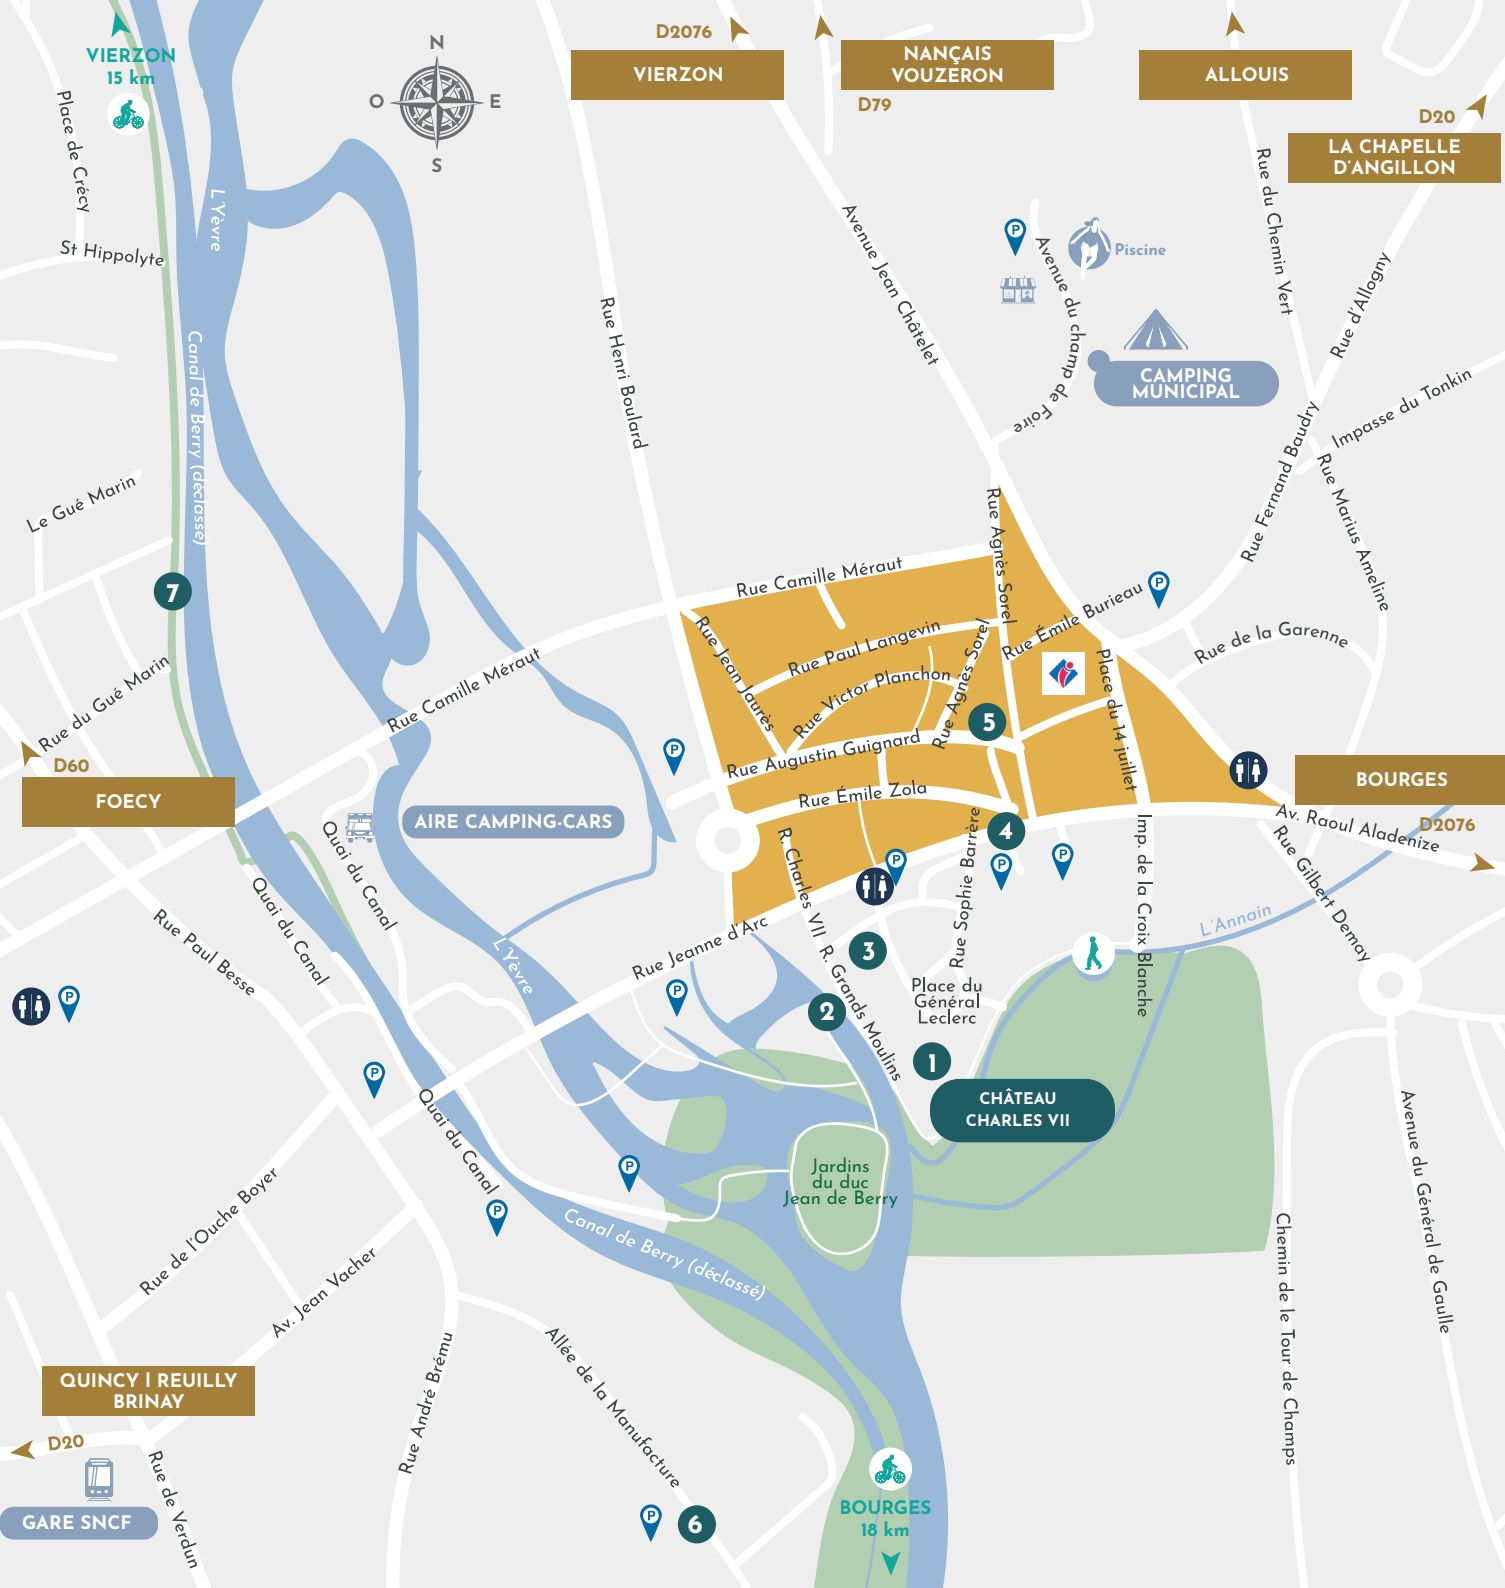 N
O
E
S
VIERZON
15 km
D2076
VIERZON
NANÇAIS
VOUZERON
D79
ALLOUIS
D20
LA CHAPELLE
D'ANGILLON
Place de Crécy
St Hippolyte
L'Yèvre
Canal de Berry (déclassé)
Rue Henri Boulard
Avenue Jean Châtelet
P
Avenue du champ de Foire
Piscine
CAMPING
MUNICIPAL
Rue du Chemin Vert
Rue d'Allogny
Impasse du Tonkin
Rue Fernand Baudry
Rue Marius Ameline
Le Gué Marin
7
Rue du Gué Marin
D60
FOECY
Rue Camille Méraut
Rue Camille Méraut
Rue Agnès Sorel
Rue Émile Burieau
P
Rue de la Garenne
Rue Jean Jaurès
Rue Paul Langevin
Rue Victor Planchon
Rue Agnès Sorel
Place du 14 juillet
5
Rue Augustin Guignard
Rue Émile Zola
P
AIRE CAMPING-CARS
BOURGES
D2076
Av. Raoul Aladenize
Rue Gilbert Demay
4
P
P
P
R. Charles VII
Rue Sophie Barrère
Imp. de la Croix Blanche
L'Annain
Quai du Canal
Quai du Canal
Rue Paul Besse
P
L'Yèvre
Rue Jeanne d'Arc
P
3
2
R. Grands Moulins
Place du
Général
Leclerc
1
CHÂTEAU
CHARLES VII
P
Quai du Canal
P
P
Jardins
du duc
Jean de Berry
Canal de Berry (déclassé)
Avenue du Général de Gaulle
Chemin de le Tour de Champs
Rue de l'Ouche Boyer
Av. Jean Vacher
Rue André Brému
Allée de la Manufacture
QUINCY | REUILLY
BRINAY
D20
GARE SNCF
Rue de Verdun
P
6
BOURGES
18 km